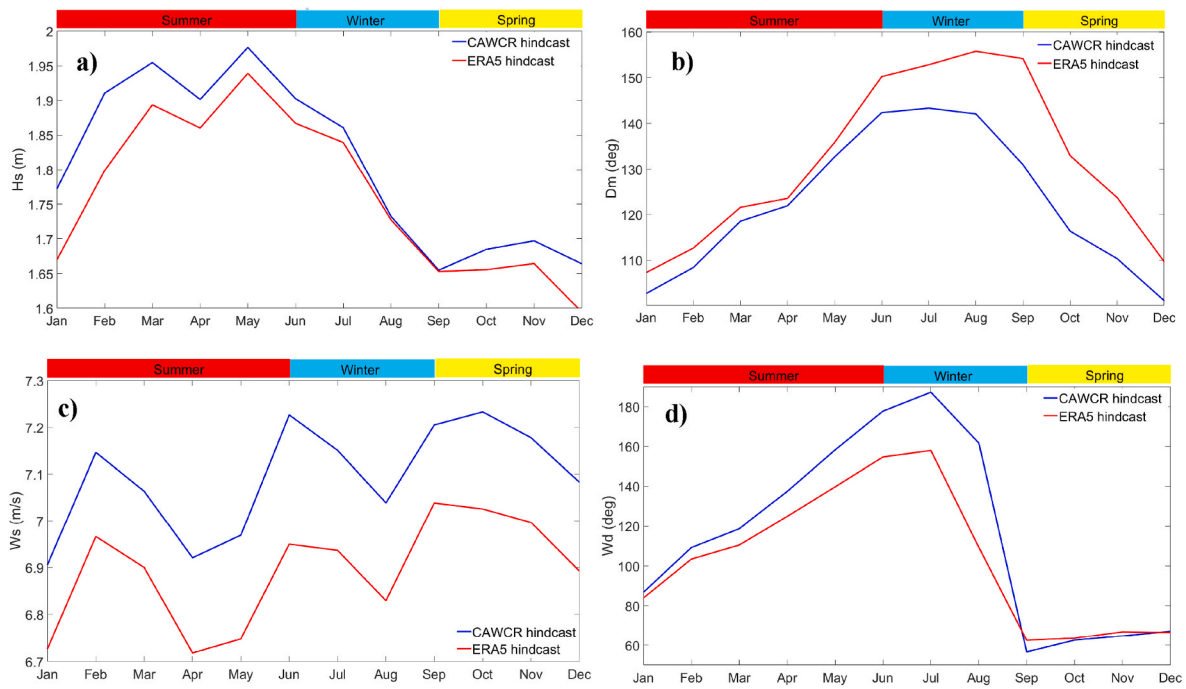 Summer Winter Spring
a)
CAWCR hindcast
ERA5 hindcast
Hs (m)
2
1.95
1.9
1.85
1.8
1.75
1.7
1.65
1.6
Jan Feb Mar Apr May Jun Jul Aug Sep Oct Nov Dec
Summer Winter Spring
b)
CAWCR hindcast
ERA5 hindcast
Dm (deg)
160
150
140
130
120
110
Jan Feb Mar Apr May Jun Jul Aug Sep Oct Nov Dec
Summer Winter Spring
c)
Ws (m/s)
7.3
7.2
7.1
7
6.9
6.8
6.7
CAWCR hindcast
ERA5 hindcast
Jan Feb Mar Apr May Jun Jul Aug Sep Oct Nov Dec
Summer Winter Spring
d)
CAWCR hindcast
ERA5 hindcast
Wd (deg)
180
160
140
120
100
80
60
Jan Feb Mar Apr May Jun Jul Aug Sep Oct Nov Dec